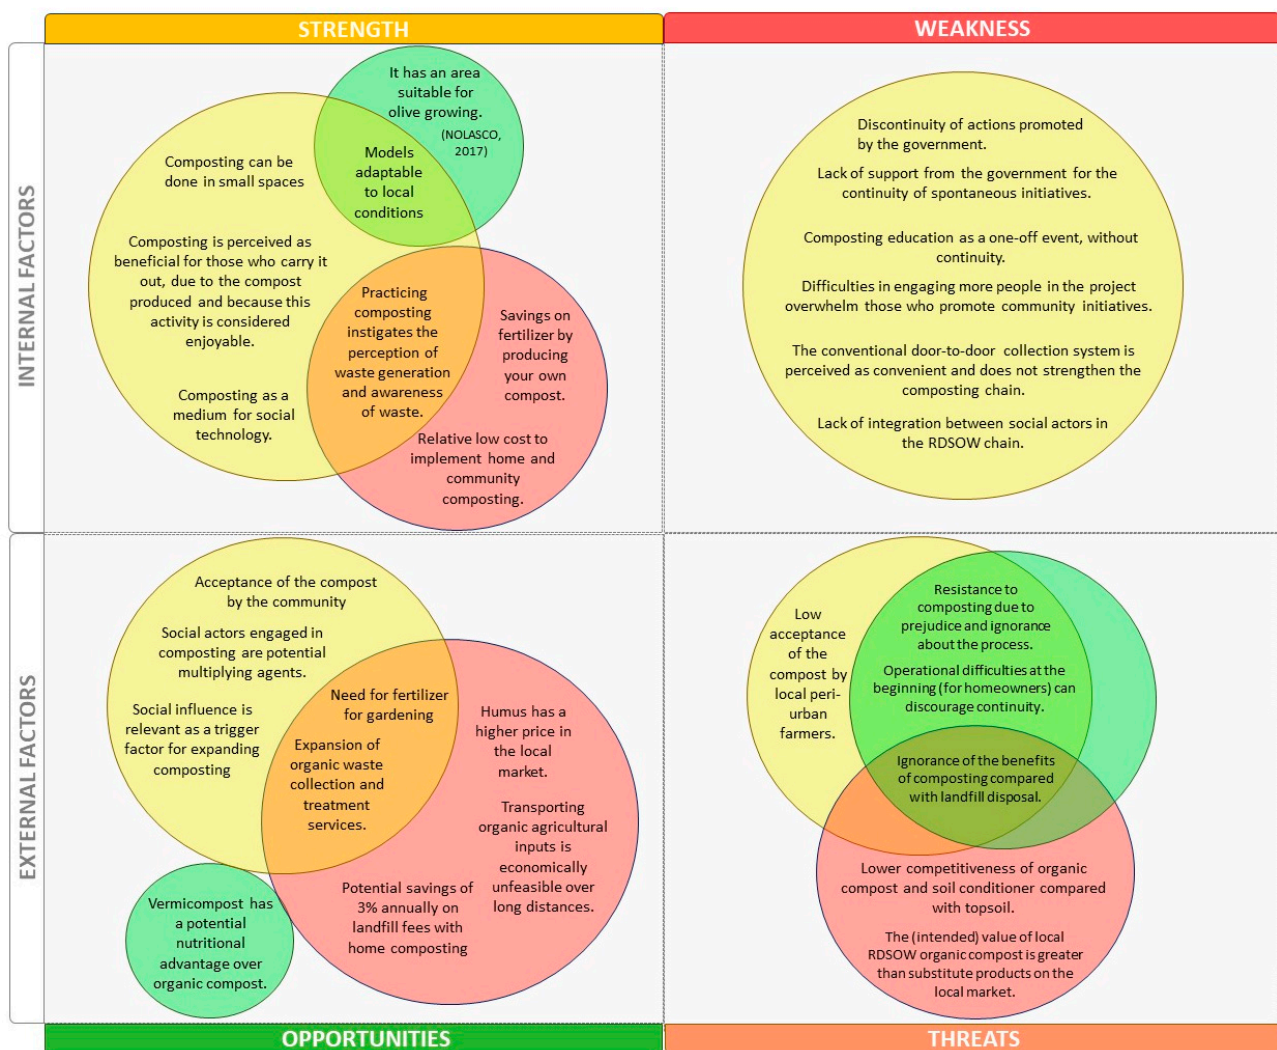 STRENGTH
WEAKNESS
INTERNAL FACTORS
It has an area
suitable for
olive growing.
(NOLASCO,
2017)
Models
adaptable
to local
conditions
Composting can be
done in small spaces
Composting is perceived as
beneficial for those who carry it
out, due to the compost
produced and because this
activity is considered
enjoyable.
Composting as a
medium for social
technology.
Practicing
composting
instigates the
perception of
waste generation
and awareness
of waste.
Savings on
fertilizer by
producing
your own
compost.
Relative low cost to
implement home and
community
composting.
Discontinuity of actions promoted
by the government.
Lack of support from the government for the
continuity of spontaneous initiatives.
Composting education as a one-off event, without
continuity.
Difficulties in engaging more people in the project
overwhelm those who promote community initiatives.
The conventional door-to-door collection system is
perceived as convenient and does not strengthen the
composting chain.
Lack of integration between social actors in
the RDSOW chain.
EXTERNAL FACTORS
Acceptance of the compost
by the community
Social actors engaged in
composting are potential
multiplying agents.
Social influence is
relevant as a trigger
factor for expanding
composting
Need for fertilizer
for gardening
Expansion of
organic waste
collection and
treatment
services.
Humus has a
higher price in
the local
market.
Transporting
organic agricultural
inputs is
economically
unfeasible over
long distances.
Potential savings of
3% annually on
landfill fees with
home composting
Vermicompost has
a potential
nutritional
advantage over
organic compost.
Low
acceptance
of the
compost by
local peri-
urban
farmers.
Resistance to
composting due to
prejudice and ignorance
about the process.
Operational difficulties at the
beginning (for homeowners) can
discourage continuity.
Ignorance of the benefits
of composting compared
with landfill disposal.
Lower competitiveness of organic
compost and soil conditioner compared
with topsoil.
The (intended) value of local
RDSOW organic compost is greater
than substitute products on the
local market.
OPPORTUNITIES
THREATS